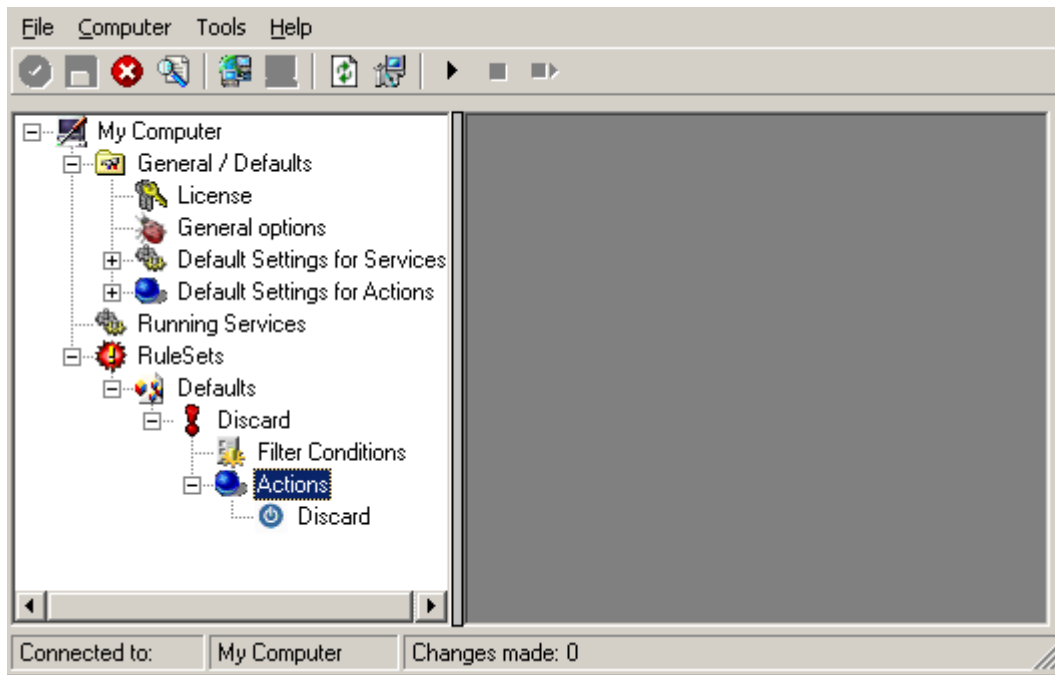 File Computer Tools Help
My Computer
General / Defaults
License
General options
Default Settings for Services
Default Settings for Actions
Running Services
RuleSets
Defaults
Discard
Filter Conditions
Actions
Discard
Connected to: My Computer Changes made: 0